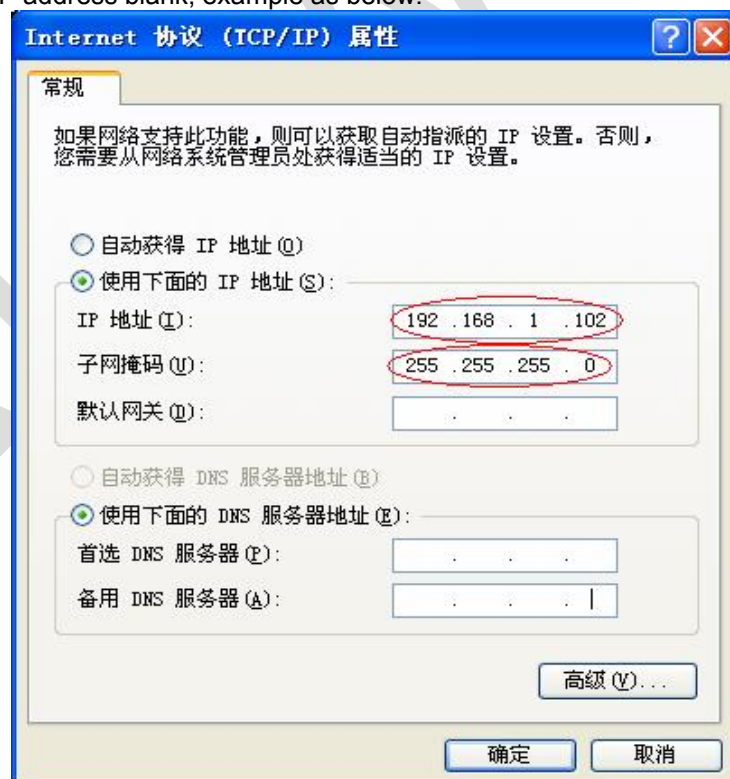 address blank, example as below:
Internet 协议 (TCP/IP) 属性
常规
如果网络支持此功能，则可以获取自动指派的 IP 设置。否则，
您需要从网络系统管理员处获得适当的 IP 设置。
自动获得 IP 地址(O)
使用下面的 IP 地址(S):
IP 地址(I): 192 .168 . 1 .102
子网掩码(U): 255 .255 .255 . 0
默认网关(D): . . .
自动获得 DNS 服务器地址(B)
使用下面的 DNS 服务器地址(E):
首选 DNS 服务器(P): . . .
备用 DNS 服务器(A): . . .
高级(V)...
确定 取消